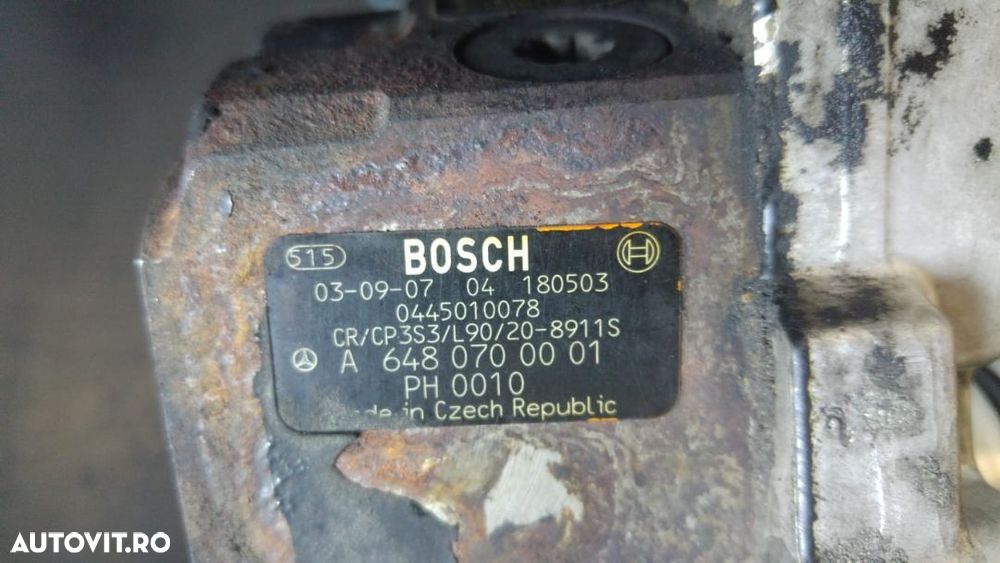 515 BOSCH
03-09-07 04 180503
0445010078
CR/CP3S3/L90/20-8911S
A 648 070 00 01
PH 0010
in Czech Republic
AUTOVIT.RO